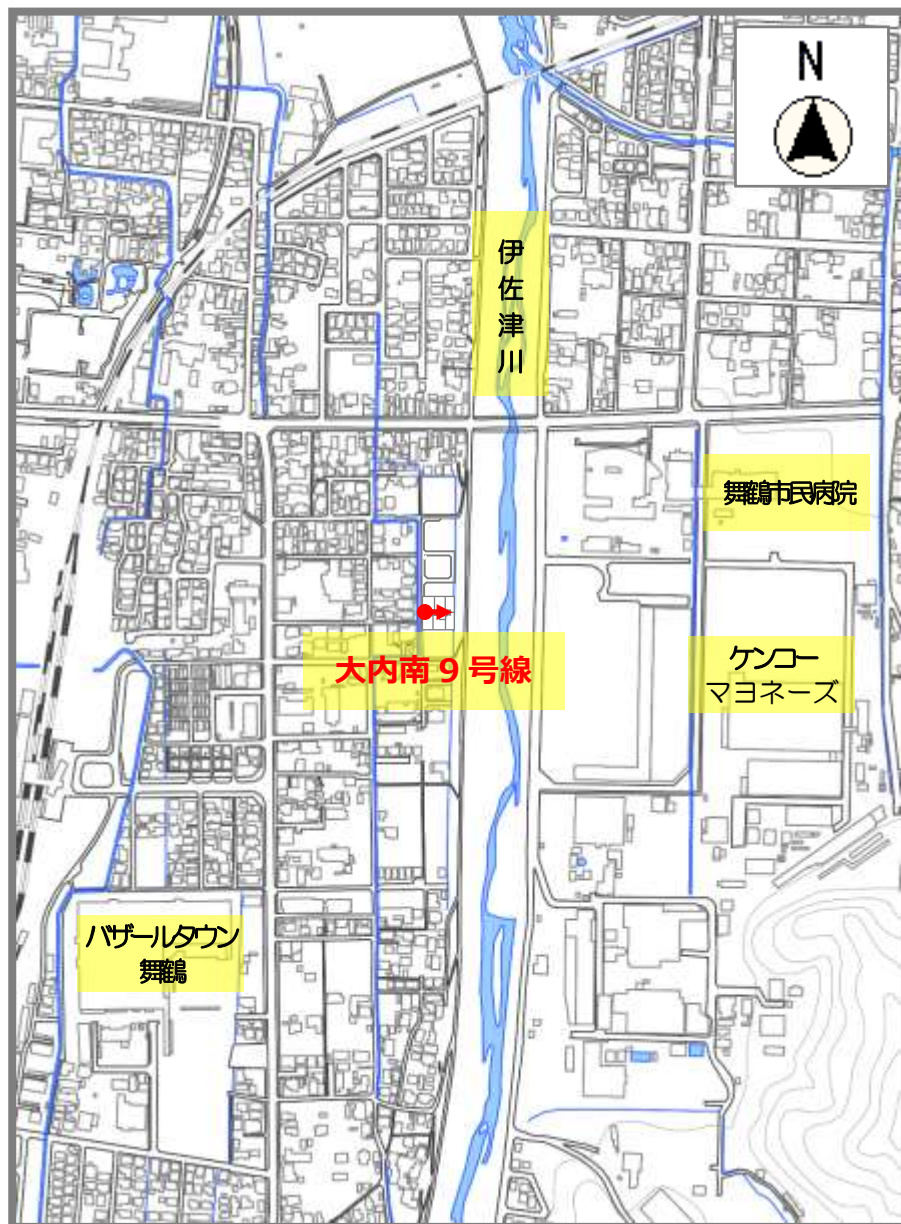 N
伊佐津川
舞鶴市民病院
大内南9号線
ケンコー
マヨネーズ
バザールタウン
舞鶴